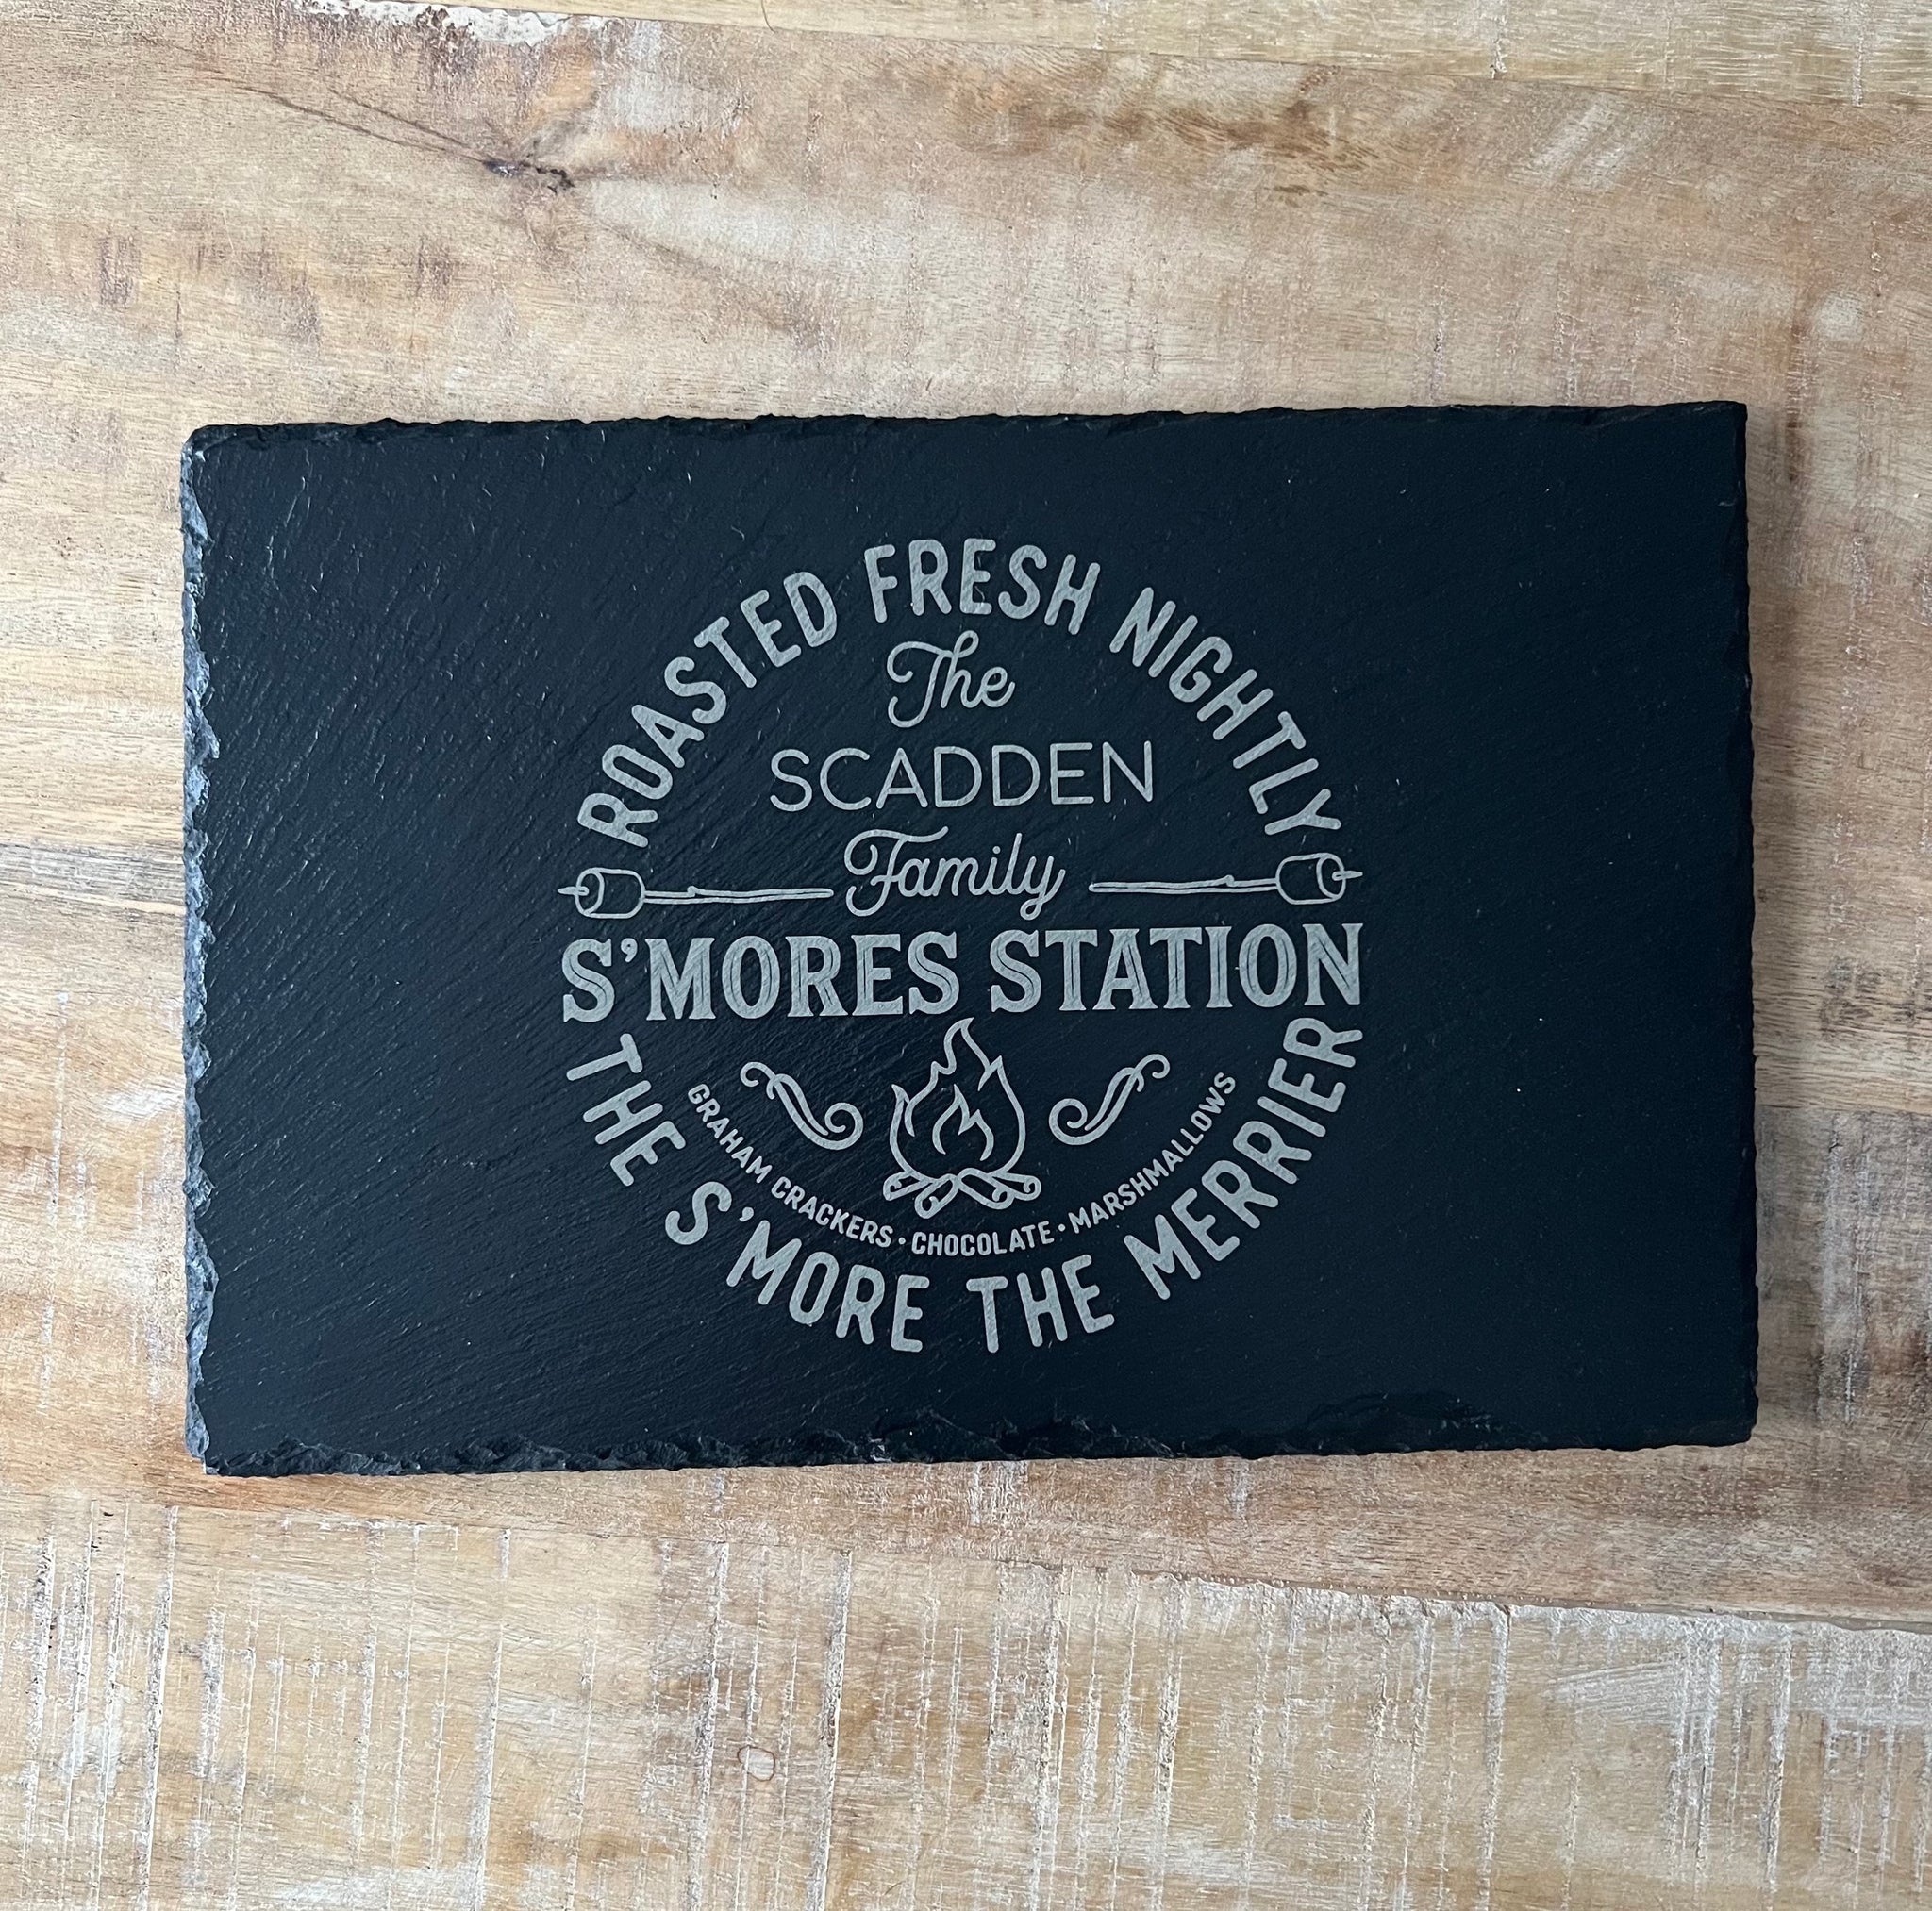 ROASTED FRESH NIGHTLY
The
SCADDEN
Family
S'MORES STATION
GRAHAM CRACKERS · CHOCOLATE · MARSHMALLOWS
THE S'MORE THE MERRIER